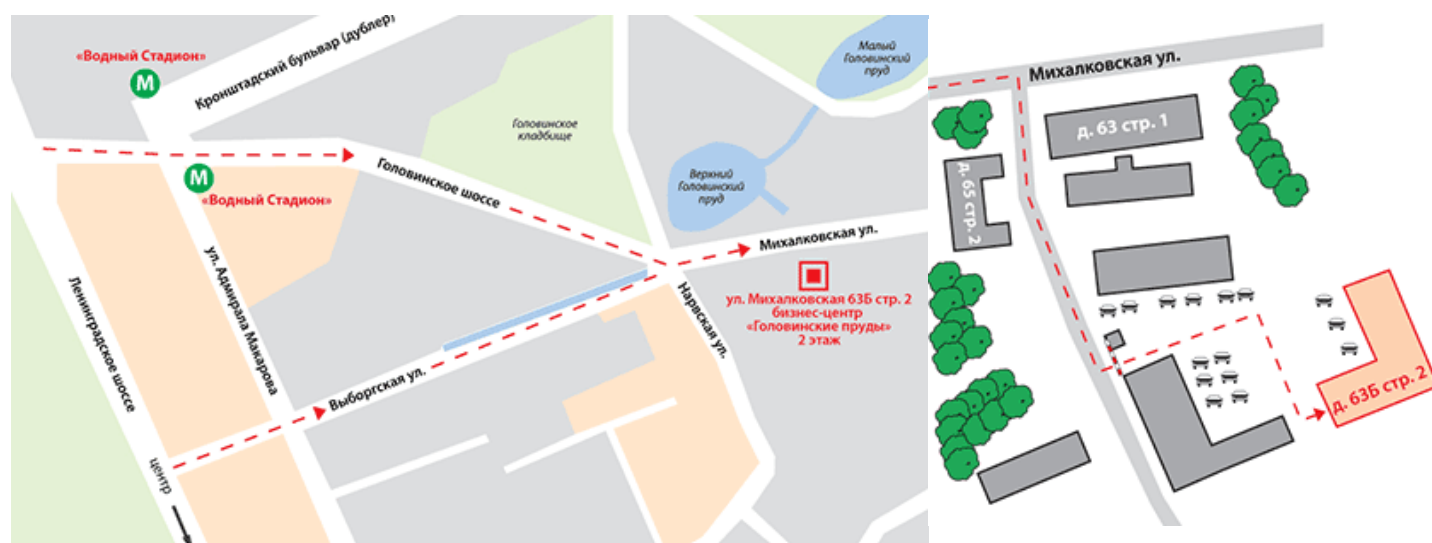 «Водный Стадион»
М
Кронштадский бульвар (дублер)
Малый
Головинский
пруд
Головинское
кладбище
Головинское шоссе
М
«Водный Стадион»
Верхний
Головинский
пруд
Михалковская ул.
ул. Михалковская 63Б стр. 2
бизнес-центр
«Головинские пруды»
2 этаж
Ленинградское шоссе
ул. Адмирала Макарова
Нарвская ул.
Выборгская ул.
центр
Михалковская ул.
д. 63 стр. 1
д. 65 стр. 2
д. 63Б стр. 2